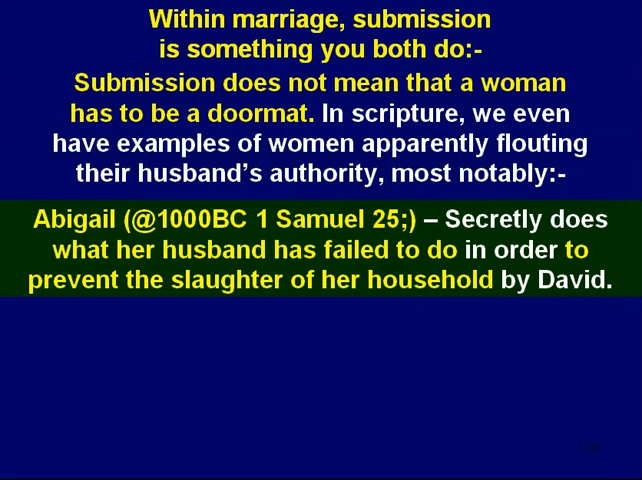 Within marriage, submission
is something you both do:-
Submission does not mean that a woman
has to be a doormat. In scripture, we even
have examples of women apparently flouting
their husband's authority, most notably:-
Abigail (@1000BC 1 Samuel 25;) – Secretly does
what her husband has failed to do in order to
prevent the slaughter of her household by David.